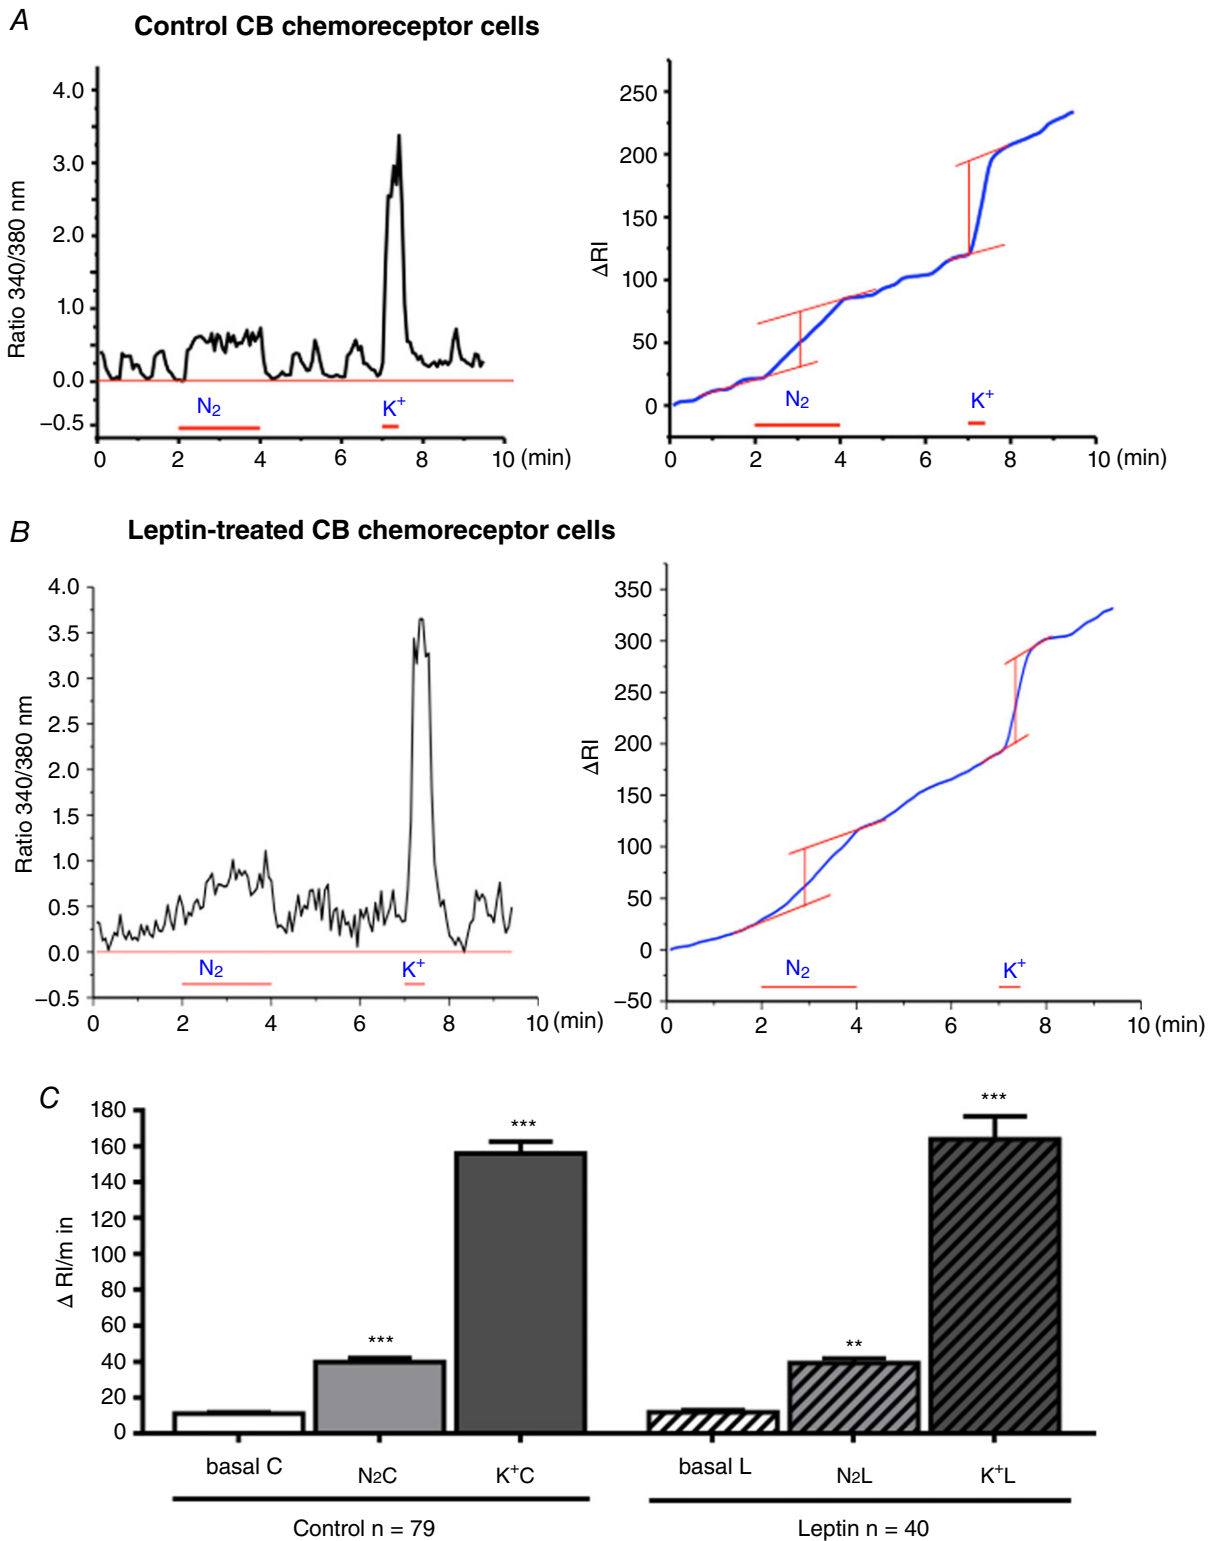 A
Control CB chemoreceptor cells
Ratio 340/380 nm
4.0
3.0
2.0
1.0
0.0
−0.5
N2
K+
0 2 4 6 8 10 (min)
ΔRI
250
200
150
100
50
0
N2
K+
0 2 4 6 8 10 (min)
B
Leptin-treated CB chemoreceptor cells
Ratio 340/380 nm
4.0
3.5
3.0
2.5
2.0
1.5
1.0
0.5
0.0
−0.5
N2
K+
0 2 4 6 8 10 (min)
ΔRI
350
300
250
200
150
100
50
0
−50
N2
K+
0 2 4 6 8 10 (min)
C
Δ RI/m in
180
160
140
120
100
80
60
40
20
0
***
***
**
***
basal C N2C K+C basal L N2L K+L
Control n = 79 Leptin n = 40